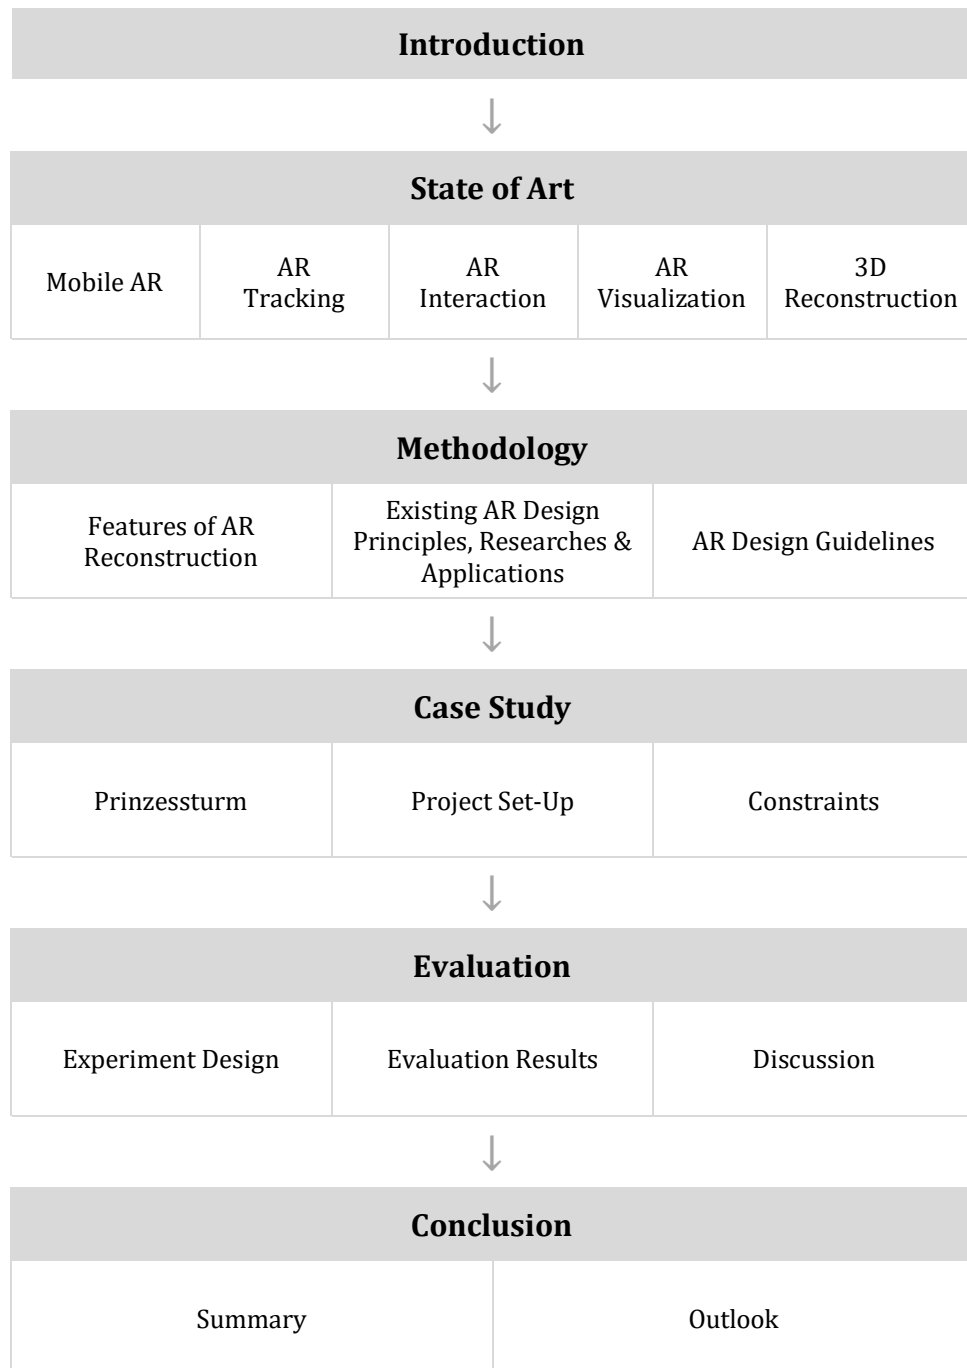 Introduction
↓
State of Art
Mobile AR
AR
Tracking
AR
Interaction
AR
Visualization
3D
Reconstruction
↓
Methodology
Features of AR
Reconstruction
Existing AR Design
Principles, Researches &
Applications
AR Design Guidelines
↓
Case Study
Prinzessturm
Project Set-Up
Constraints
↓
Evaluation
Experiment Design
Evaluation Results
Discussion
↓
Conclusion
Summary
Outlook